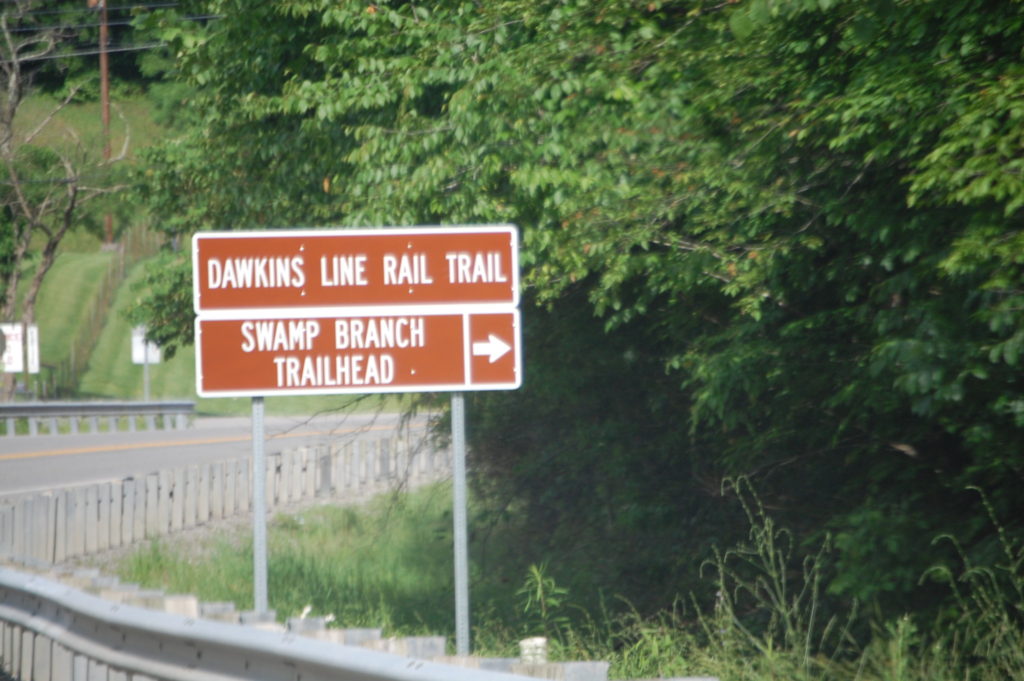 DAWKINS LINE RAIL TRAIL
SWAMP BRANCH
TRAILHEAD